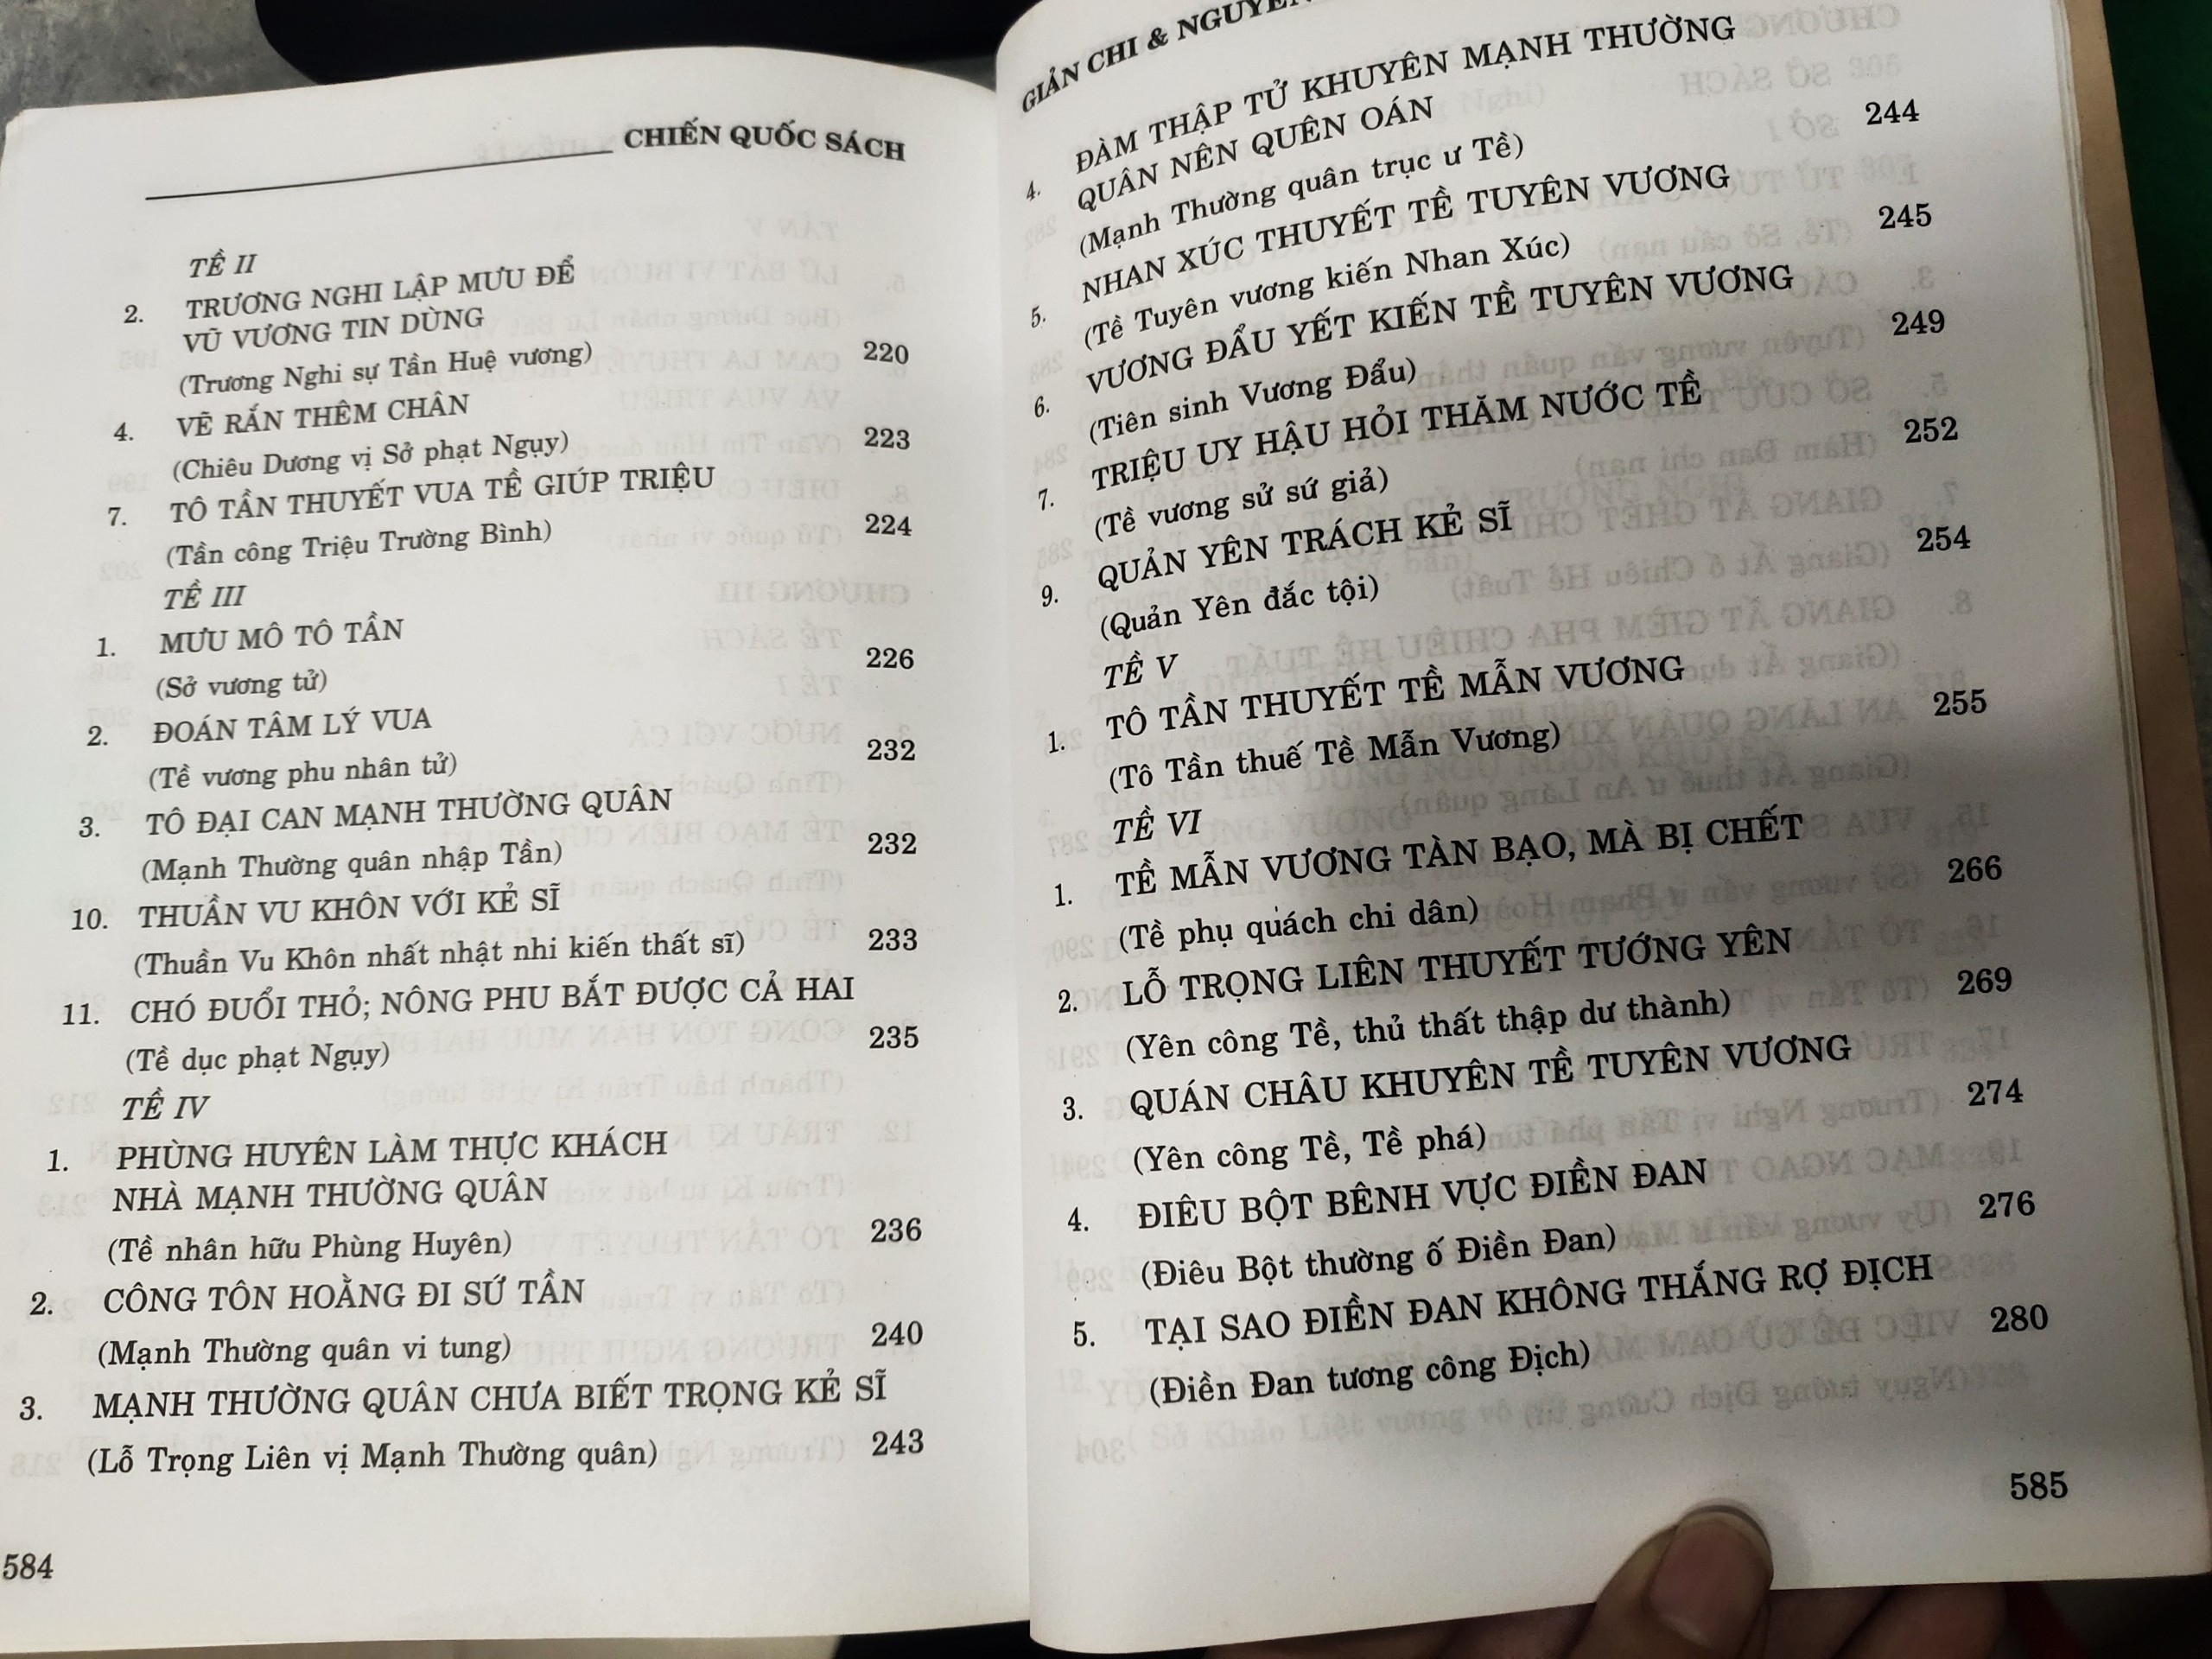 CHIẾN QUỐC SÁCH
TỀ II
2. TRƯƠNG NGHI LẬP MƯU ĐỂ
VŨ VƯƠNG TIN DÙNG
(Trương Nghi sự Tần Huệ vương) 220
4. VẼ RẮN THÊM CHÂN
(Chiêu Dương vị Sở phạt Ngụy) 223
7. TÔ TẦN THUYẾT VUA TỀ GIÚP TRIỆU
(Tần công Triệu Trường Bình) 224
TỀ III
1. MƯU MÔ TÔ TẦN
(Sở vương tử) 226
2. ĐOÁN TÂM LÝ VUA
(Tề vương phu nhân tử) 232
3. TÔ ĐẠI CAN MẠNH THƯỜNG QUÂN
(Mạnh Thường quân nhập Tần) 232
10. THUẦN VU KHÔN VỚI KẺ SĨ
(Thuần Vu Khôn nhất nhật nhi kiến thất sĩ) 233
11. CHÓ ĐUỔI THỎ; NÔNG PHU BẮT ĐƯỢC CẢ HAI
(Tề dục phạt Ngụy) 235
TỀ IV
1. PHÙNG HUYÊN LÀM THỰC KHÁCH
NHÀ MẠNH THƯỜNG QUÂN
(Tề nhân hữu Phùng Huyên) 236
2. CÔNG TÔN HOẰNG ĐI SỨ TẦN
(Mạnh Thường quân vi tung) 240
3. MẠNH THƯỜNG QUÂN CHƯA BIẾT TRỌNG KẺ SĨ
(Lỗ Trọng Liên vị Mạnh Thường quân) 243
584
GIẢN CHI & NGUYỄN
4. ĐÀM THẬP TỬ KHUYÊN MẠNH THƯỜNG
QUÂN NÊN QUÊN OÁN
(Mạnh Thường quân trục ư Tề) 244
5. NHAN XÚC THUYẾT TỀ TUYÊN VƯƠNG
(Tề Tuyên vương kiến Nhan Xúc) 245
6. VƯƠNG ĐẨU YẾT KIẾN TỀ TUYÊN VƯƠNG
(Tiên sinh Vương Đẩu) 249
7. TRIỆU UY HẬU HỎI THĂM NƯỚC TỀ
(Tề vương sử sứ giả) 252
9. QUẢN YÊN TRÁCH KẺ SĨ
(Quản Yên đắc tội) 254
TỀ V
1. TÔ TẦN THUYẾT TỀ MẪN VƯƠNG
(Tô Tần thuế Tề Mẫn Vương) 255
TỀ VI
1. TỀ MẪN VƯƠNG TÀN BẠO, MÀ BỊ CHẾT
(Tề phụ quách chi dân) 266
2. LỖ TRỌNG LIÊN THUYẾT TƯỚNG YÊN
(Yên công Tề, thủ thất thập dư thành) 269
3. QUÁN CHÂU KHUYÊN TỀ TUYÊN VƯƠNG
(Yên công Tề, Tề phá) 274
4. ĐIÊU BỘT BÊNH VỰC ĐIỀN ĐAN
(Điêu Bột thường ố Điền Đan) 276
5. TẠI SAO ĐIỀN ĐAN KHÔNG THẮNG RỢ ĐỊCH
(Điền Đan tương công Địch) 280
585